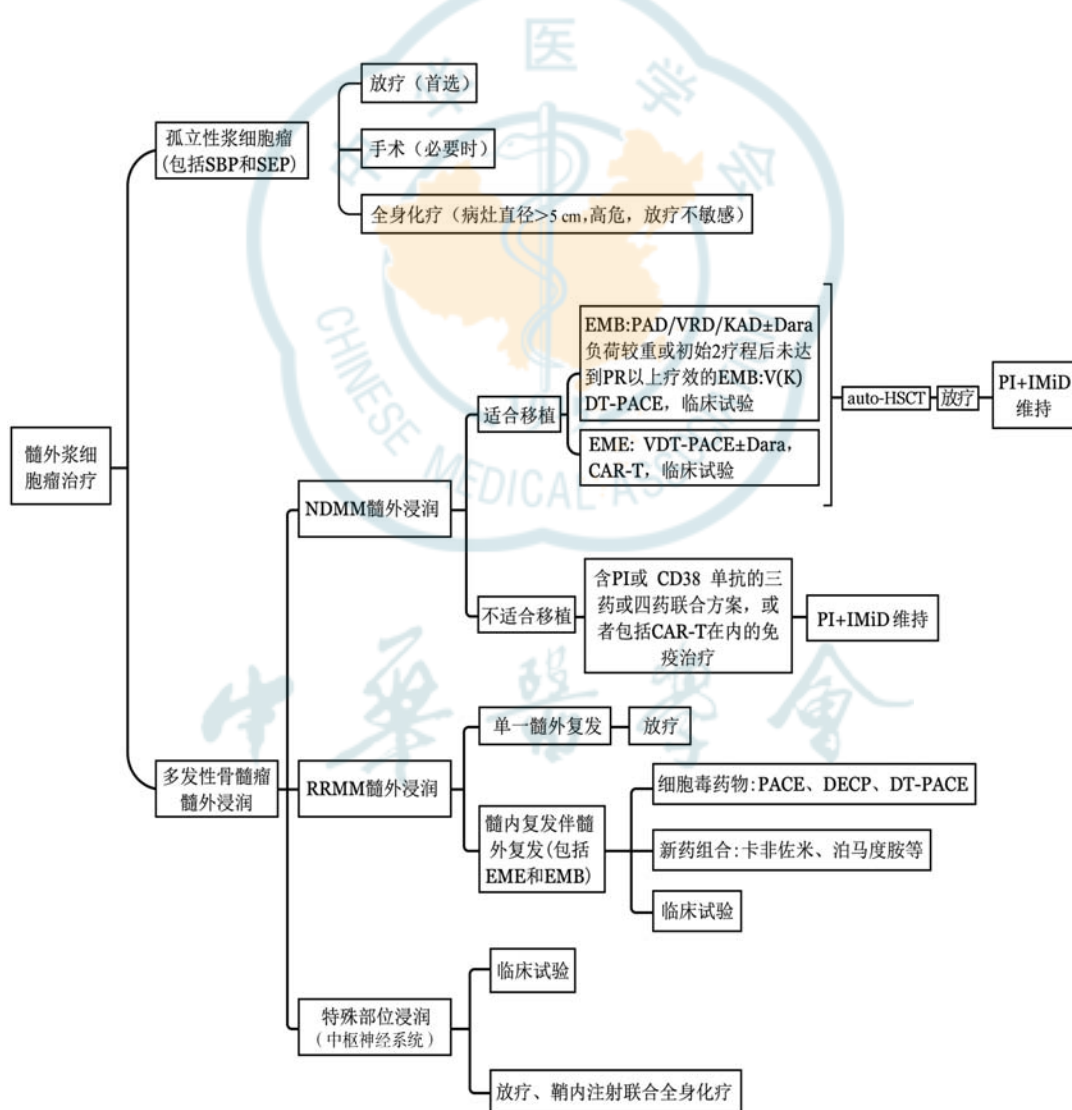 放疗（首选）
孤立性浆细胞瘤
(包括SBP和SEP)
手术（必要时）
全身化疗（病灶直径>5 cm,高危，放疗不敏感）
髓外浆细
胞瘤治疗
NDMM髓外浸润
适合移植
EMB:PAD/VRD/KAD±Dara
负荷较重或初始2疗程后未达
到PR以上疗效的EMB:V(K)
DT-PACE，临床试验
EME: VDT-PACE±Dara，
CAR-T，临床试验
auto-HSCT
放疗
PI+IMiD
维持
不适合移植
含PI或 CD38 单抗的三
药或四药联合方案，或
者包括CAR-T在内的免
疫治疗
PI+IMiD 维持
多发性骨髓瘤
髓外浸润
RRMM髓外浸润
单一髓外复发
放疗
髓内复发伴髓
外复发(包括
EME和EMB)
细胞毒药物:PACE、DECP、DT-PACE
新药组合:卡非佐米、泊马度胺等
临床试验
特殊部位浸润
（中枢神经系统）
临床试验
放疗、鞘内注射联合全身化疗
中华医学会
CHINESE MEDICAL ASSOCIATION
中華醫學會